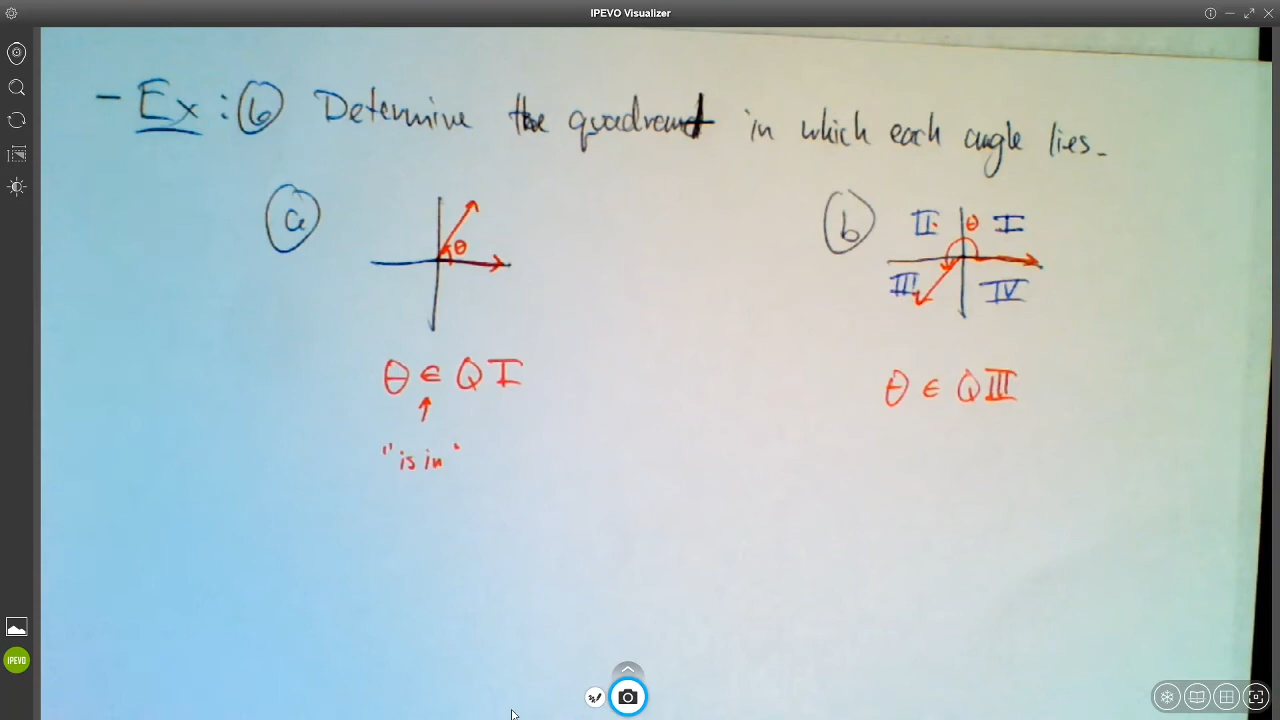 IPEVO Visualizer
- Ex: (6) Determine the quadrant in which each angle lies.
(a) θ
(b) II θ I
III IV
θ ∈ Q I
θ ∈ Q III
"is in"
IPEVO